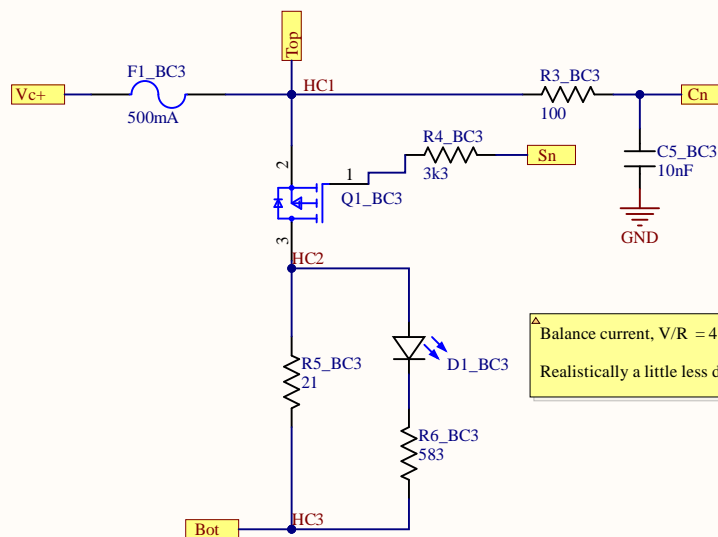 Top
F1_BC3
Vc+
500mA
HC1
R3_BC3
100
Cn
C5_BC3
10nF
GND
R4_BC3
3k3
Sn
2
1
Q1_BC3
3
HC2
Balance current, V/R = 4
Realistically a little less d
R5_BC3
21
D1_BC3
R6_BC3
583
HC3
Bot